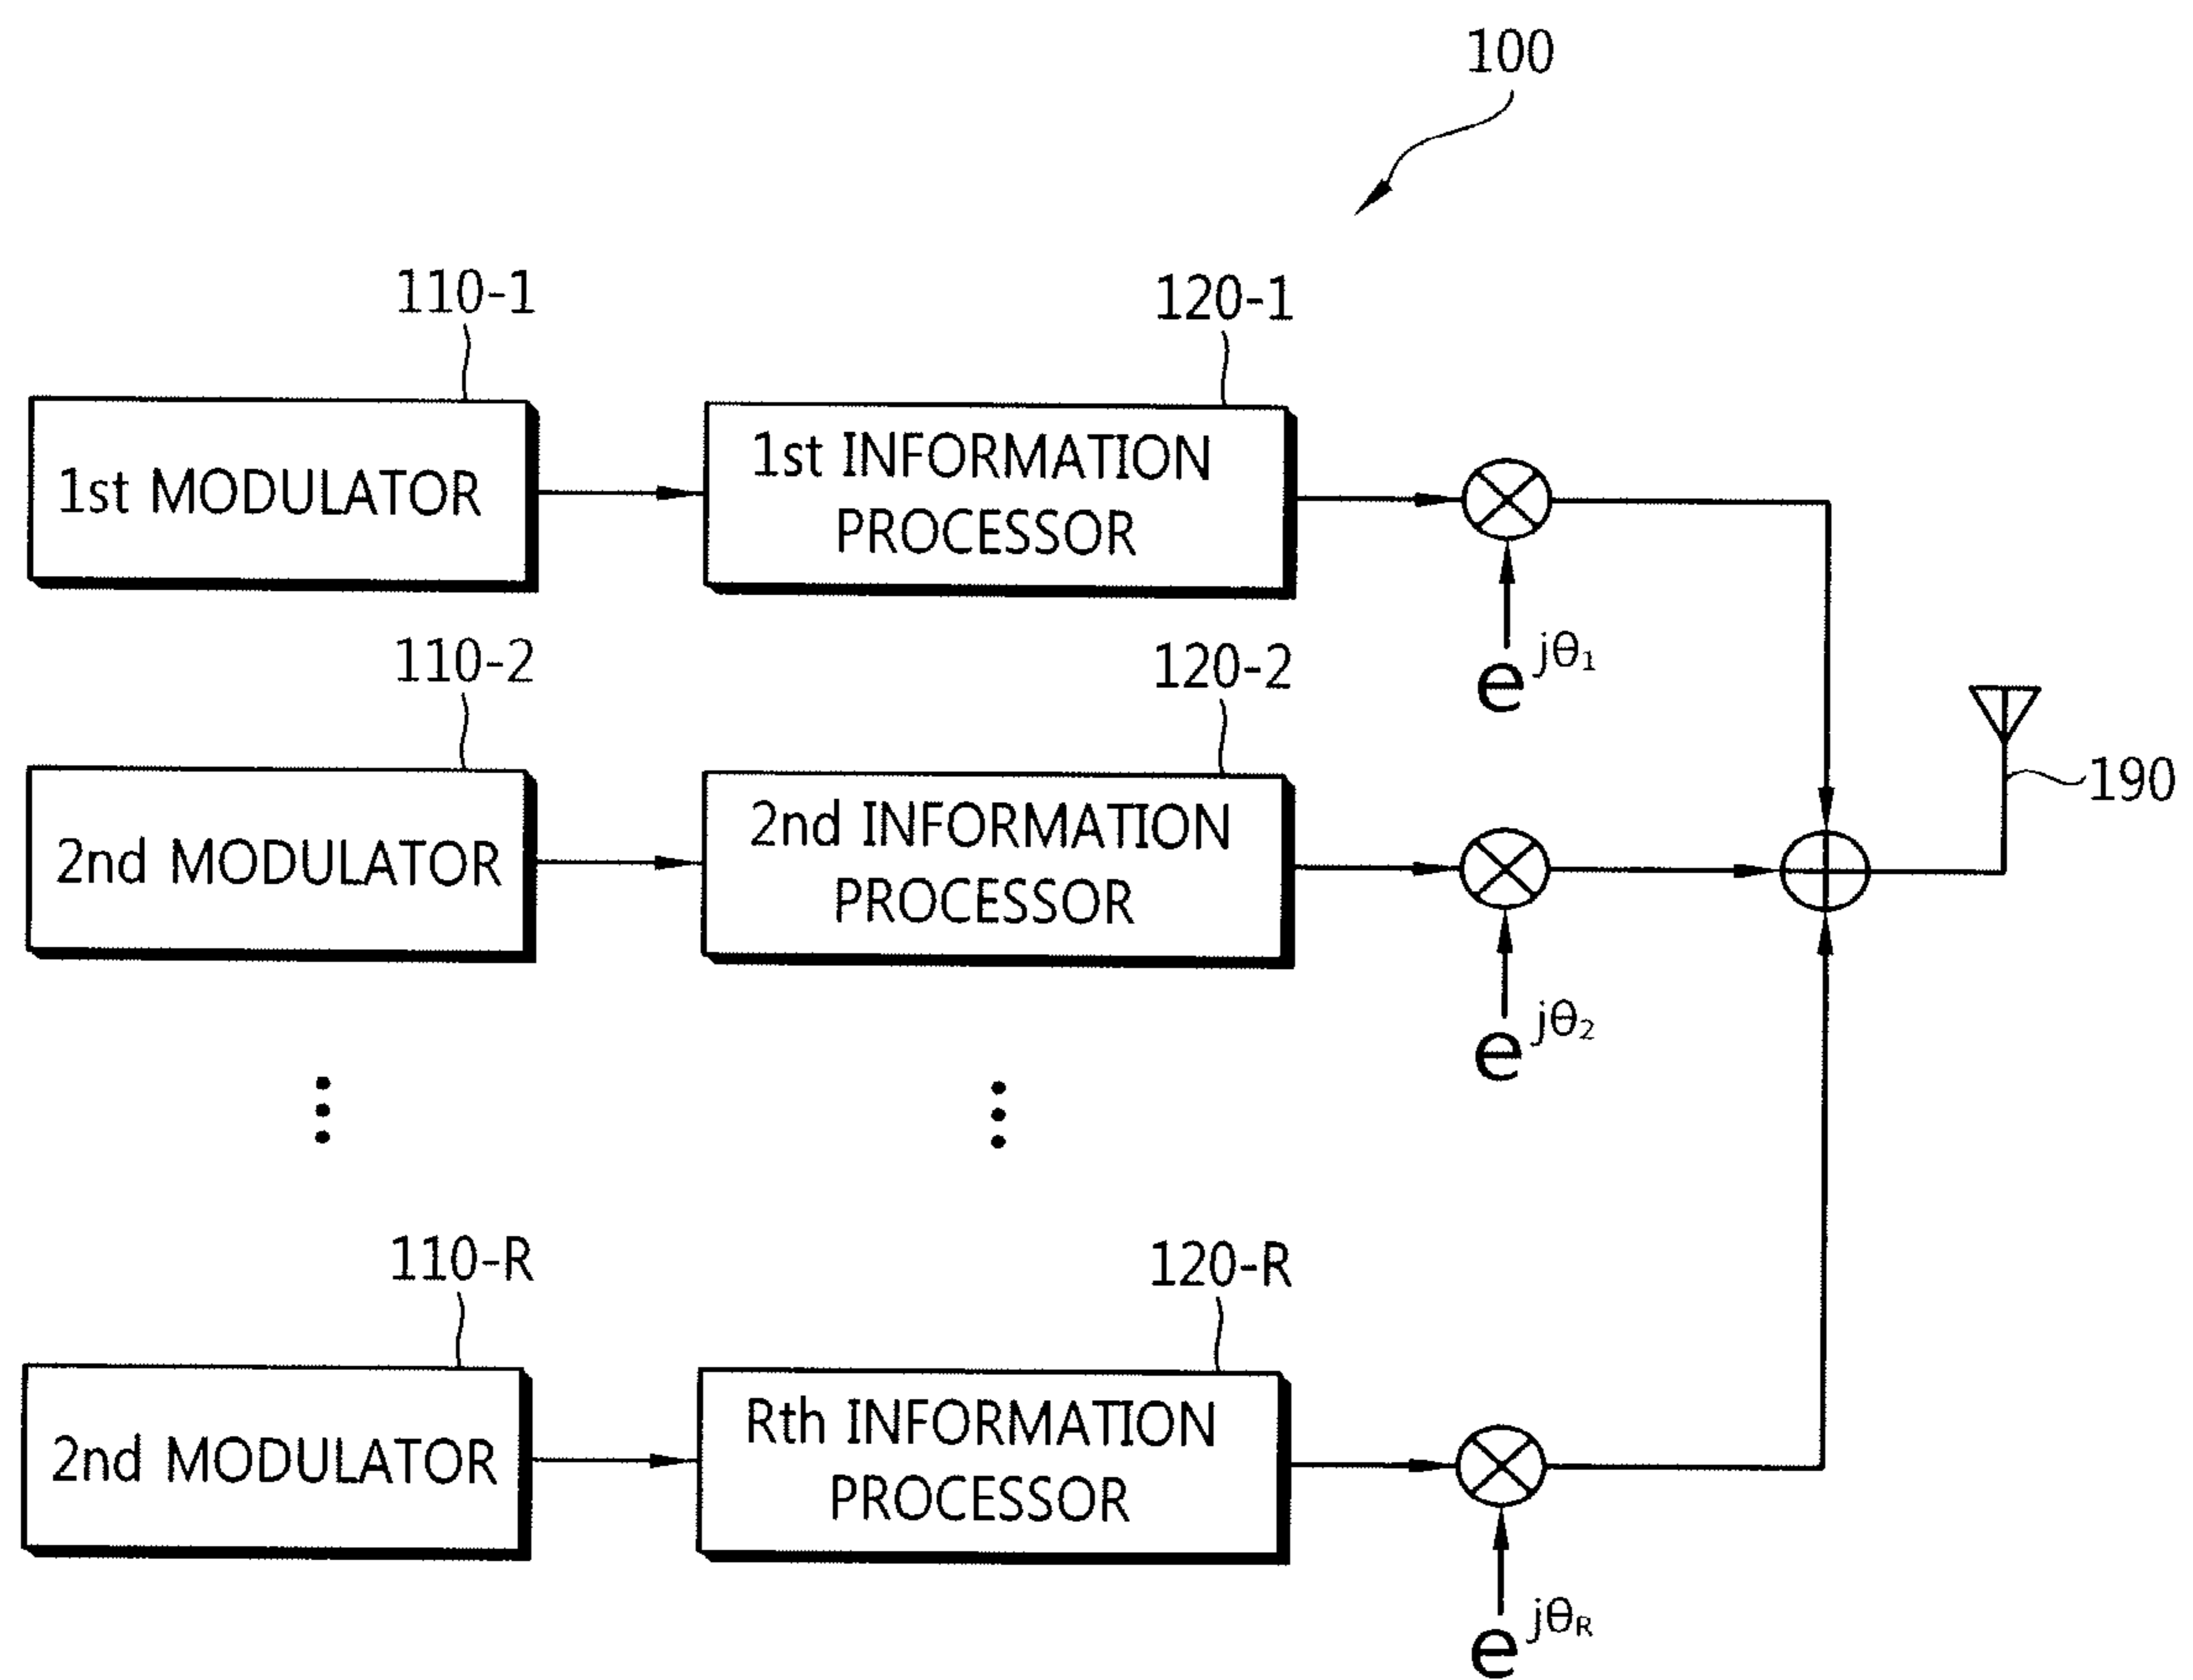 100
110-1
120-1
1st MODULATOR
1st INFORMATION
PROCESSOR
e^jθ₁
110-2
120-2
190
2nd MODULATOR
2nd INFORMATION
PROCESSOR
e^jθ₂
110-R
120-R
2nd MODULATOR
Rth INFORMATION
PROCESSOR
e^jθ_R